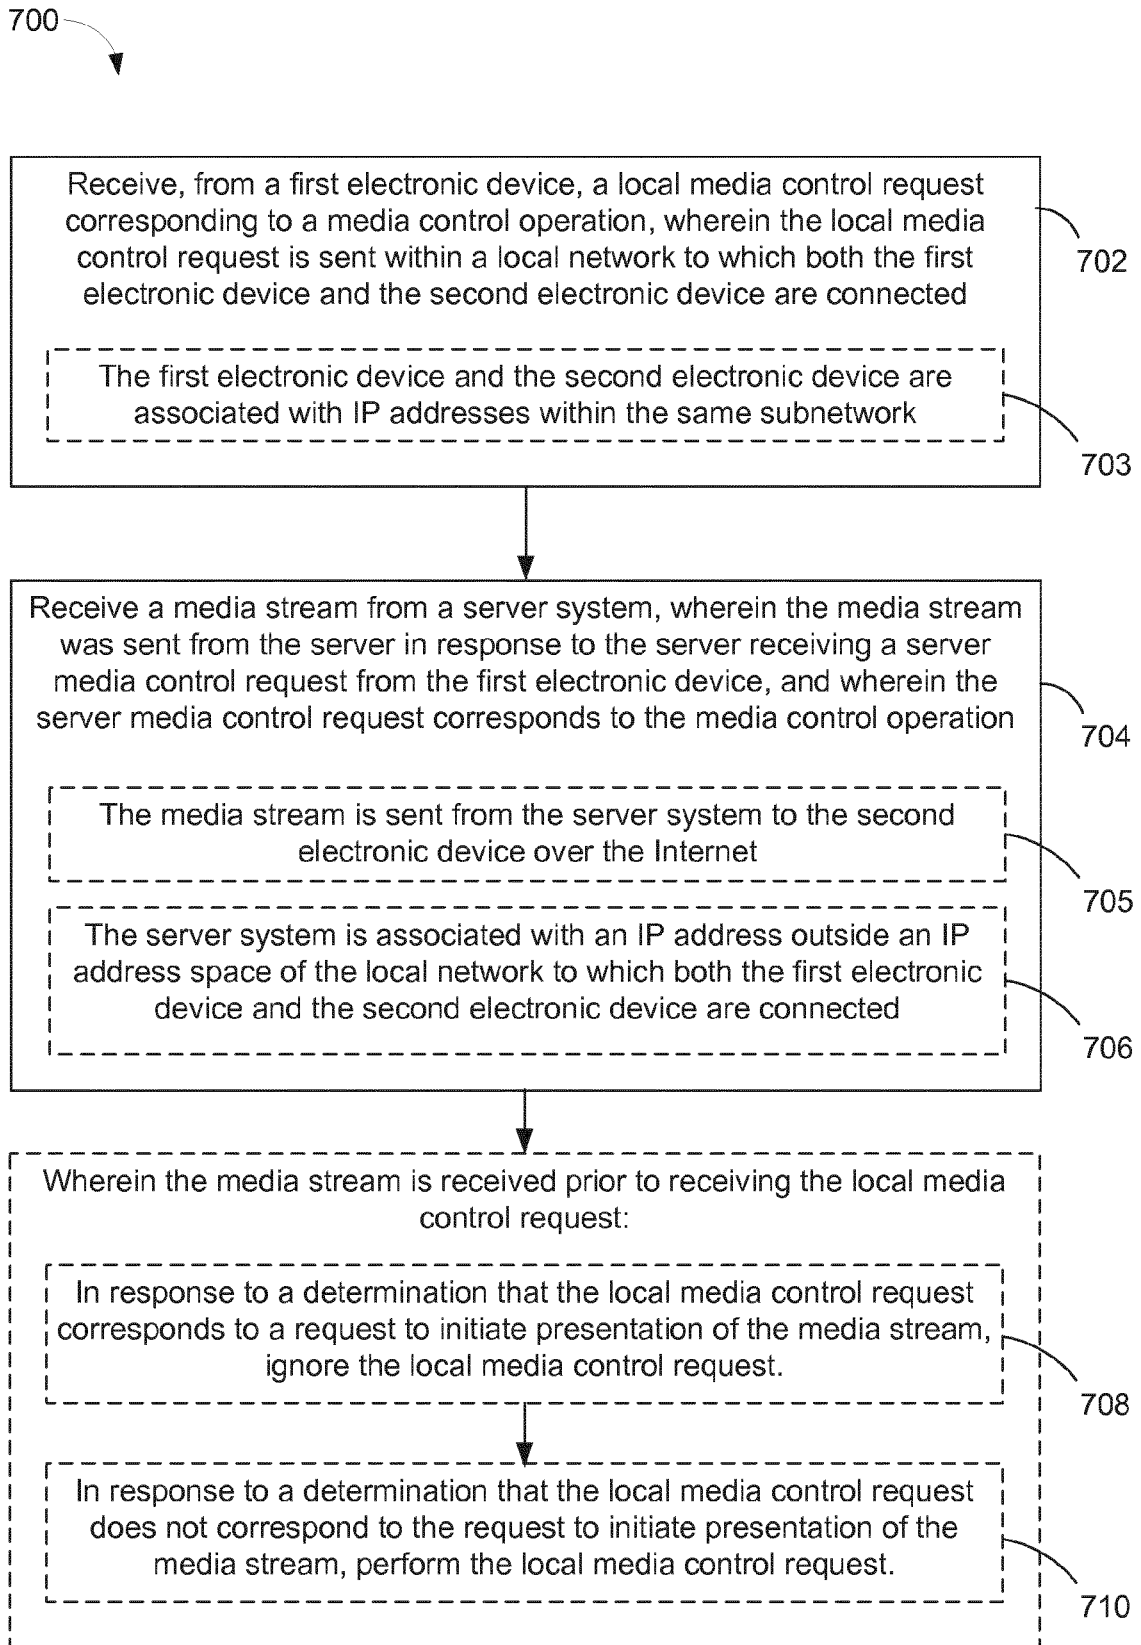 700
Receive, from a first electronic device, a local media control request
corresponding to a media control operation, wherein the local media
control request is sent within a local network to which both the first
electronic device and the second electronic device are connected
702
The first electronic device and the second electronic device are
associated with IP addresses within the same subnetwork
703
Receive a media stream from a server system, wherein the media stream
was sent from the server in response to the server receiving a server
media control request from the first electronic device, and wherein the
server media control request corresponds to the media control operation
704
The media stream is sent from the server system to the second
electronic device over the Internet
705
The server system is associated with an IP address outside an IP
address space of the local network to which both the first electronic
device and the second electronic device are connected
706
Wherein the media stream is received prior to receiving the local media
control request:
In response to a determination that the local media control request
corresponds to a request to initiate presentation of the media stream,
ignore the local media control request.
708
In response to a determination that the local media control request
does not correspond to the request to initiate presentation of the
media stream, perform the local media control request.
710